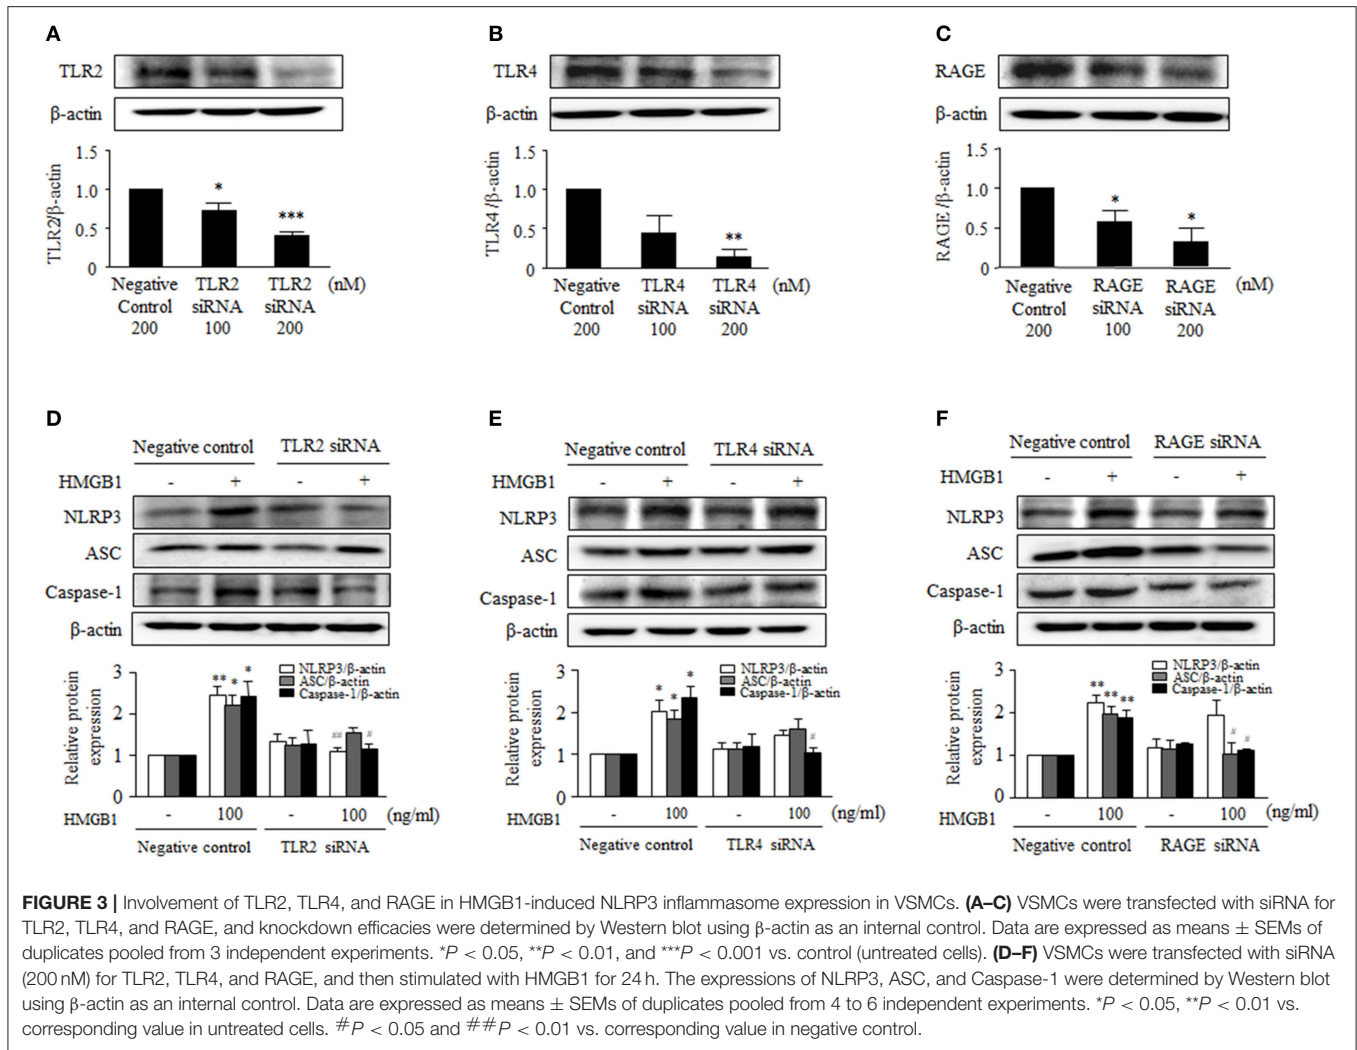 A
TLR2
β-actin
TLR2/β-actin
1.5
1.0
0.5
0
*
***
Negative TLR2 TLR2 (nM)
Control siRNA siRNA
200 100 200
B
TLR4
β-actin
TLR4/β-actin
1.5
1.0
0.5
0
**
Negative TLR4 TLR4 (nM)
Control siRNA siRNA
200 100 200
C
RAGE
β-actin
RAGE/β-actin
1.5
1.0
0.5
0
*
*
Negative RAGE RAGE (nM)
Control siRNA siRNA
200 100 200
D
Negative control TLR2 siRNA
HMGB1 - + - +
NLRP3
ASC
Caspase-1
β-actin
Relative protein
expression
3
2
1
0
NLRP3/β-actin
ASC/β-actin
Caspase-1/β-actin
** * *
## #
HMGB1 - 100 - 100 (ng/ml)
Negative control TLR2 siRNA
E
Negative control TLR4 siRNA
HMGB1 - + - +
NLRP3
ASC
Caspase-1
β-actin
Relative protein
expression
3
2
1
0
NLRP3/β-actin
ASC/β-actin
Caspase-1/β-actin
* * *
#
HMGB1 - 100 - 100 (ng/ml)
Negative control TLR4 siRNA
F
Negative control RAGE siRNA
HMGB1 - + - +
NLRP3
ASC
Caspase-1
β-actin
Relative protein
expression
3
2
1
0
NLRP3/β-actin
ASC/β-actin
Caspase-1/β-actin
** ** **
# #
HMGB1 - 100 - 100 (ng/ml)
Negative control RAGE siRNA
FIGURE 3 | Involvement of TLR2, TLR4, and RAGE in HMGB1-induced NLRP3 inflammasome expression in VSMCs. (A–C) VSMCs were transfected with siRNA for
TLR2, TLR4, and RAGE, and knockdown efficacies were determined by Western blot using β-actin as an internal control. Data are expressed as means ± SEMs of
duplicates pooled from 3 independent experiments. *P < 0.05, **P < 0.01, and ***P < 0.001 vs. control (untreated cells). (D–F) VSMCs were transfected with siRNA
(200 nM) for TLR2, TLR4, and RAGE, and then stimulated with HMGB1 for 24 h. The expressions of NLRP3, ASC, and Caspase-1 were determined by Western blot
using β-actin as an internal control. Data are expressed as means ± SEMs of duplicates pooled from 4 to 6 independent experiments. *P < 0.05, **P < 0.01 vs.
corresponding value in untreated cells. #P < 0.05 and ##P < 0.01 vs. corresponding value in negative control.